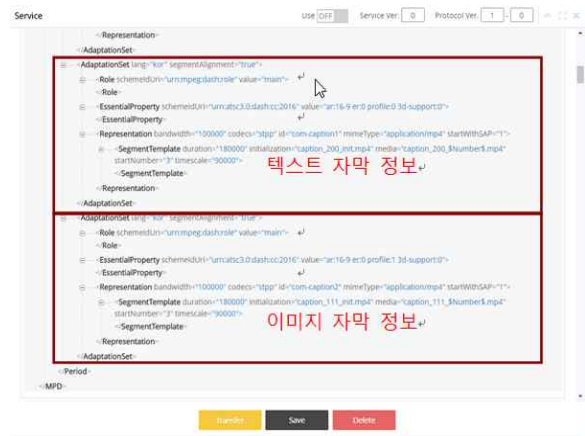 Service Use OFF Service Ver. 0 Protocol Ver. 1 - 0
</Representation>
</AdaptationSet>
<AdaptationSet lang="kor" segmentAlignment="true">
<Role schemeIdUri="urn:mpeg:dash:role" value="main">
</Role>
<EssentialProperty schemeIdUri="urn:atsc3.0:dash:cc:2016" value="ar:16-9 er:0 profile:0 3d-support:0">
</EssentialProperty>
<Representation bandwidth="100000" codecs="stpp" id="com-caption1" mimeType="application/mp4" startWithSAP="1">
<SegmentTemplate duration="180000" initialization="caption_200_init.mp4" media="caption_200_$Number$.mp4"
startNumber="3" timescale="90000">
텍스트 자막 정보
</SegmentTemplate>
</Representation>
</AdaptationSet>
<AdaptationSet lang="kor" segmentAlignment="true">
<Role schemeIdUri="urn:mpeg:dash:role" value="main">
</Role>
<EssentialProperty schemeIdUri="urn:atsc3.0:dash:cc:2016" value="ar:16-9 er:0 profile:1 3d-support:0">
</EssentialProperty>
<Representation bandwidth="100000" codecs="stpp" id="com-caption2" mimeType="application/mp4" startWithSAP="1">
<SegmentTemplate duration="180000" initialization="caption_111_init.mp4" media="caption_111_$Number$.mp4"
startNumber="3" timescale="90000">
이미지 자막 정보
</SegmentTemplate>
</Representation>
</AdaptationSet>
</Period>
</MPD>
Transfer Save Delete